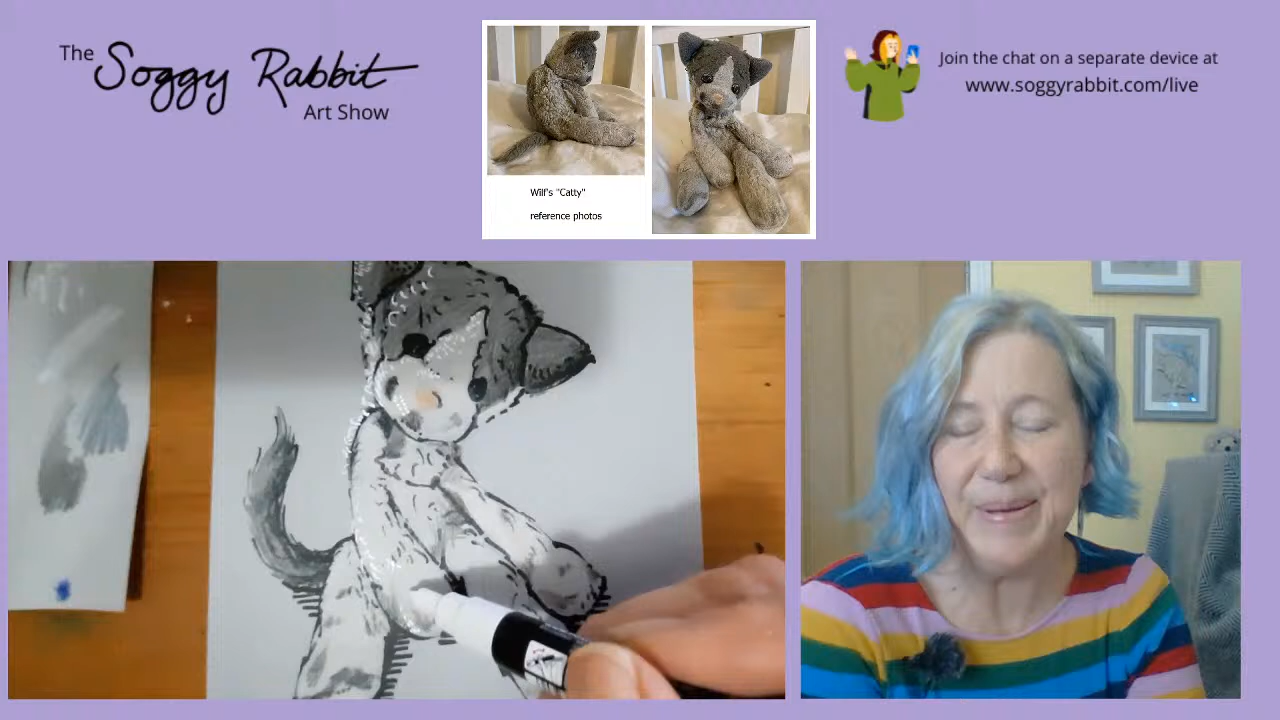 The
Soggy Rabbit
Art Show
Wilf's "Catty"
reference photos
Join the chat on a separate device at
www.soggyrabbit.com/live